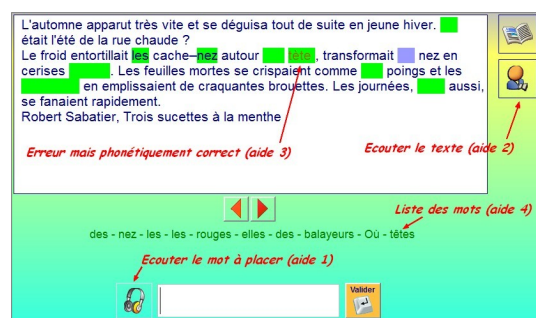 L'automne apparut très vite et se déguisa tout de suite en jeune hiver.
était l'été de la rue chaude ?
Le froid entortillait les cache–nez autour tète , transformait nez en
cerises . Les feuilles mortes se crispaient comme poings et les
en emplissaient de craquantes brouettes. Les journées, aussi,
se fanaient rapidement.
Robert Sabatier, Trois sucettes à la menthe
Erreur mais phonétiquement correct (aide 3)
Ecouter le texte (aide 2)
Liste des mots (aide 4)
des - nez - les - les - rouges - elles - des - balayeurs - Où - têtes
Ecouter le mot à placer (aide 1)
Valider